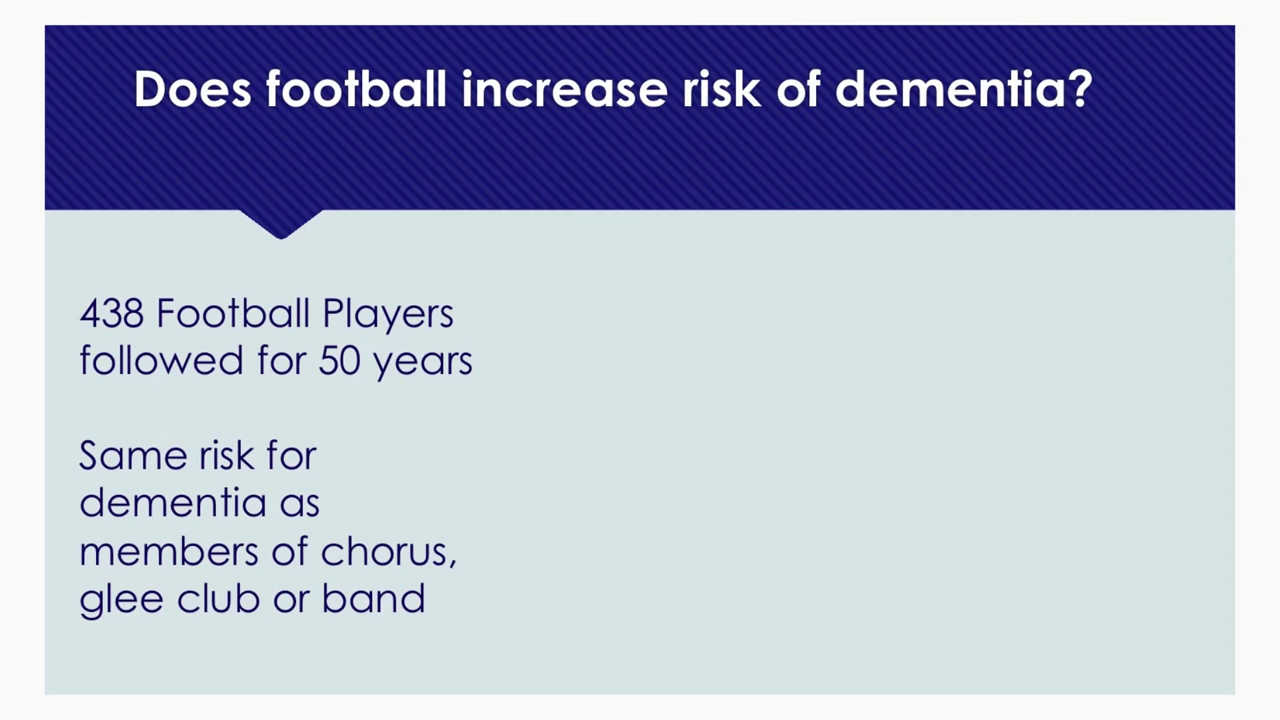 Does football increase risk of dementia?
438 Football Players
followed for 50 years
Same risk for
dementia as
members of chorus,
glee club or band